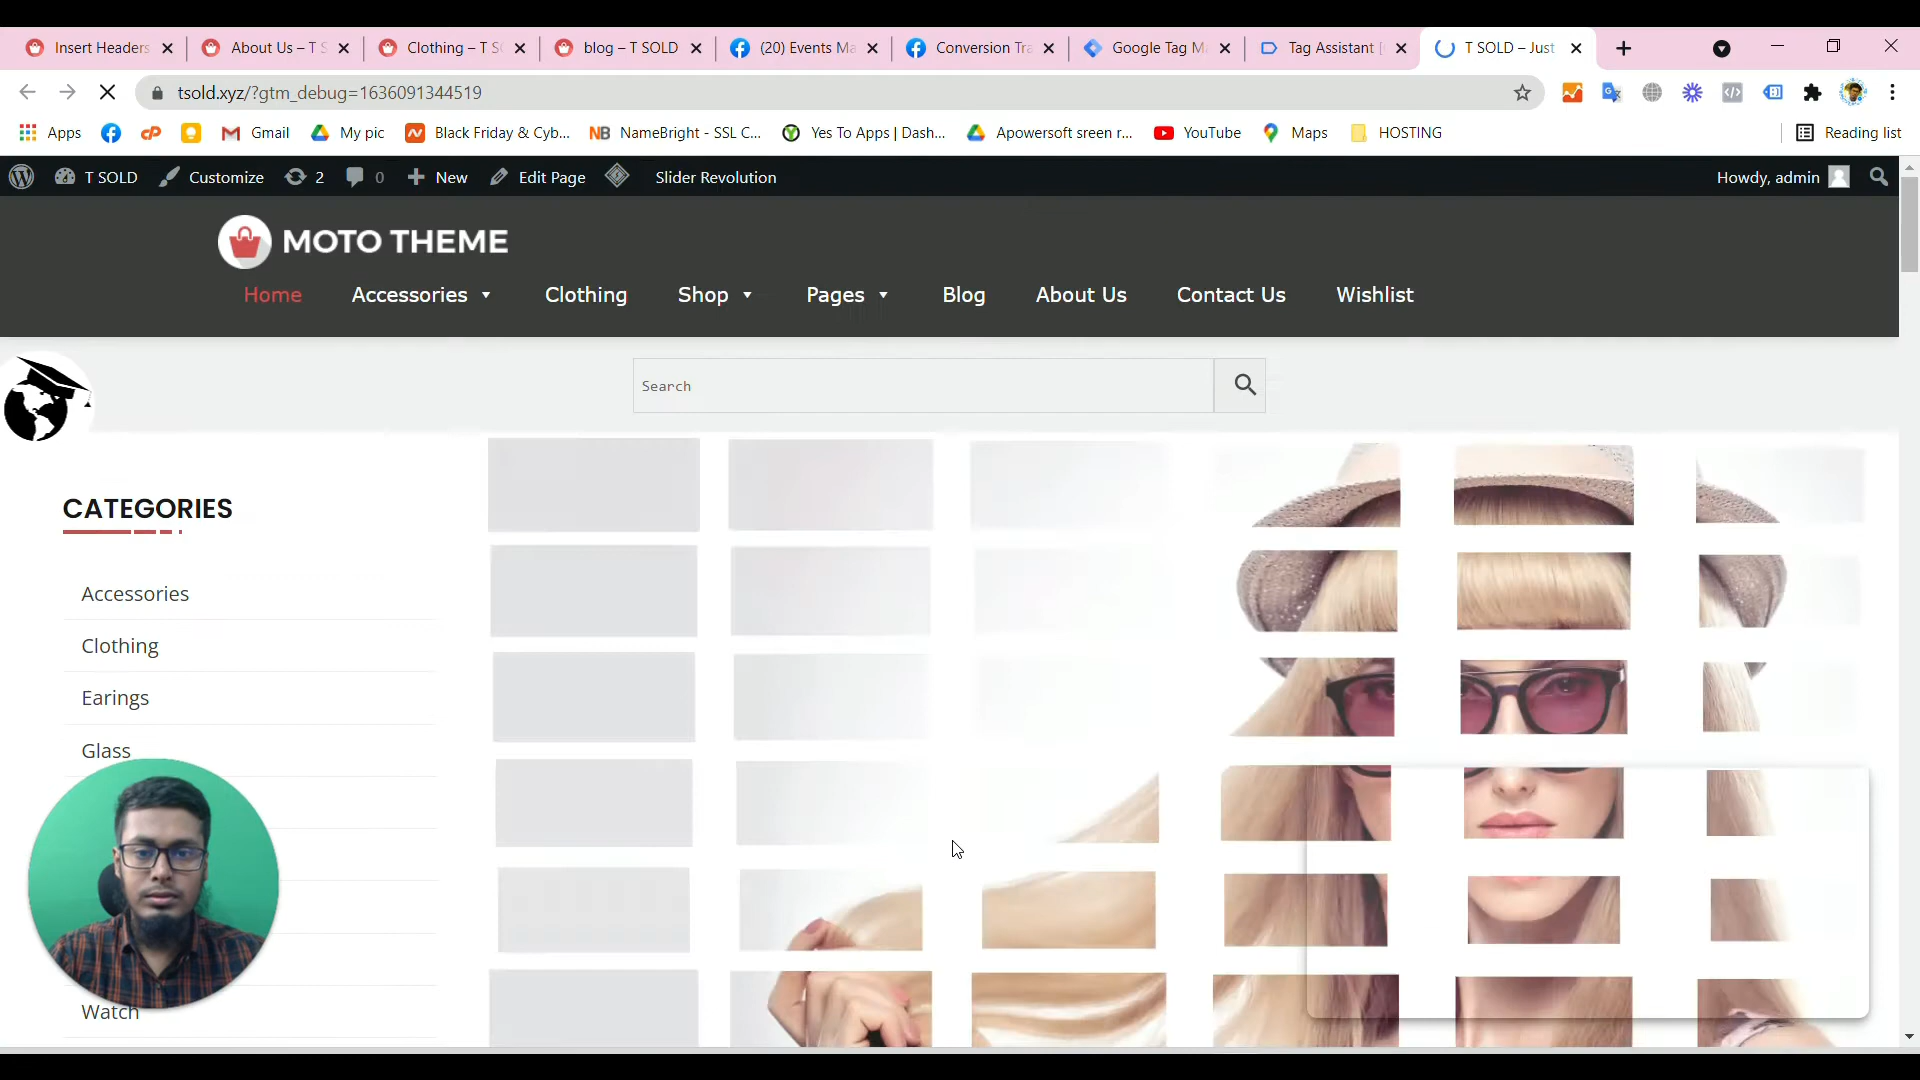 Insert Headers
About Us – T S
Clothing – T S
blog – T SOLD
(20) Events Ma
Conversion Tra
Google Tag M
Tag Assistant [
T SOLD – Just
tsold.xyz/?gtm_debug=1636091344519
Apps
Gmail
My pic
Black Friday & Cyb...
NameBright - SSL C...
Yes To Apps | Dash...
Apowersoft sreen r...
YouTube
Maps
HOSTING
Reading list
T SOLD
Customize
2
0
New
Edit Page
Slider Revolution
Howdy, admin
MOTO THEME
Home
Accessories
Clothing
Shop
Pages
Blog
About Us
Contact Us
Wishlist
Search
CATEGORIES
Accessories
Clothing
Earings
Glass
Watch